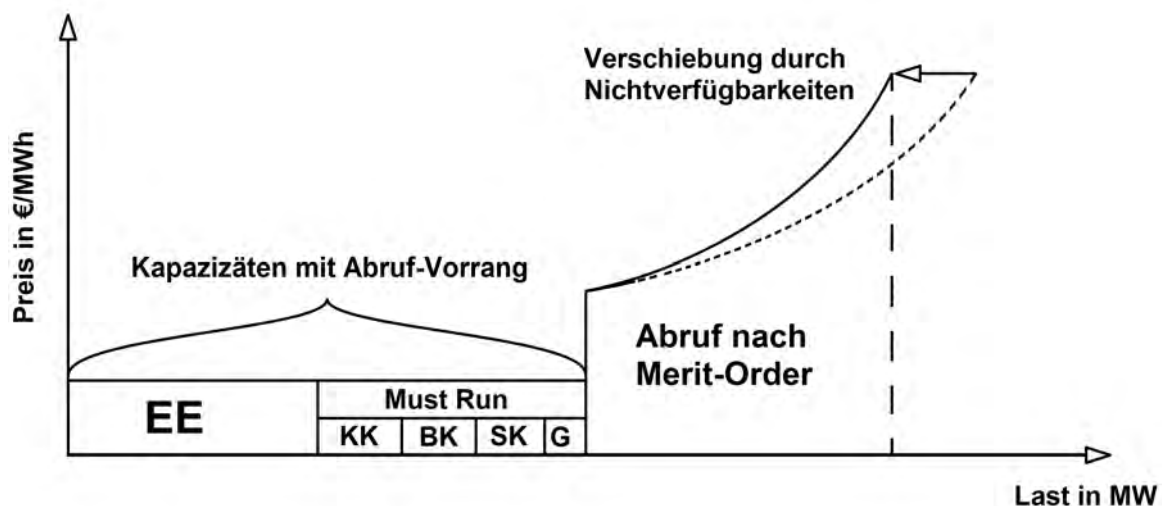 Verschiebung durch
Nichtverfügbarkeiten
Preis in €/MWh
Kapazizäten mit Abruf-Vorrang
Abruf nach
Merit-Order
EE
Must Run
KK BK SK G
Last in MW